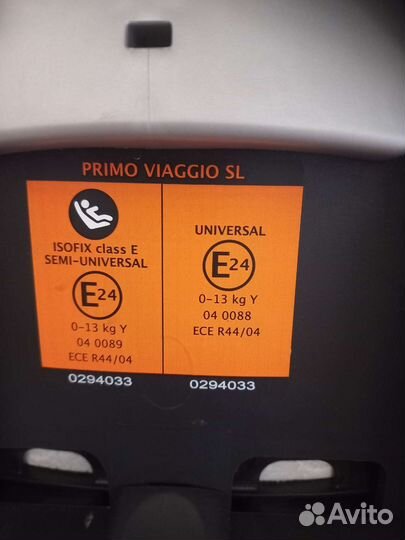 PRIMO VIAGGIO SL
ISOFIX class E
SEMI-UNIVERSAL
E24
0-13 kg Y
04 0089
ECE R44/04
0294033
UNIVERSAL
E24
0-13 kg Y
04 0088
ECE R44/04
0294033
Avito